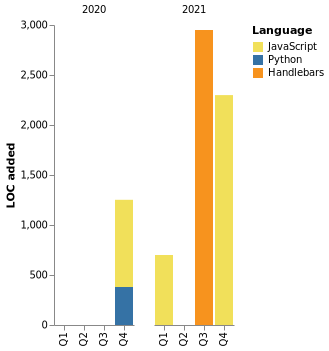 2020 2021
Language
JavaScript
Python
Handlebars
LOC added
3,000
2,500
2,000
1,500
1,000
500
0
Q1 Q2 Q3 Q4 Q1 Q2 Q3 Q4